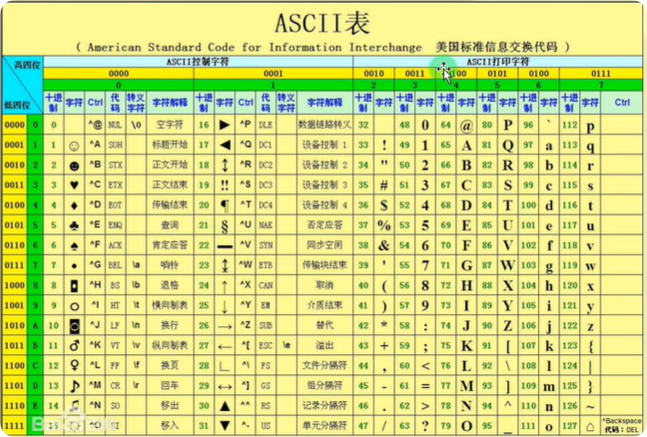 ASCII表
( American Standard Code for Information Interchange 美国标准信息交换代码 )
高四位 ASCII控制字符 ASCII打印字符
0000 0001 0010 0011 0100 0101 0100 0111
0 1 2 3 4 5 6 7
低四位 十进制 字符 Ctrl 代码 转义字符 字符解释 十进制 字符 Ctrl 代码 转义字符 字符解释 十进制 字符 十进制 字符 十进制 字符 十进制 字符 十进制 字符 十进制 字符 Ctrl
0000 0 0 ^@ NUL \0 空字符 16 ► ^P DLE 数据链路转义 32 48 0 64 @ 80 P 96 ` 112 p
0001 1 1 ☺ ^A SOH 标题开始 17 ◄ ^Q DC1 设备控制 1 33 ! 49 1 65 A 81 Q 97 a 113 q
0010 2 2 ☻ ^B STX 正文开始 18 ↕ ^R DC2 设备控制 2 34 " 50 2 66 B 82 R 98 b 114 r
0011 3 3 ♥ ^C ETX 正文结束 19 ‼ ^S DC3 设备控制 3 35 # 51 3 67 C 83 S 99 c 115 s
0100 4 4 ♦ ^D EOT 传输结束 20 ¶ ^T DC4 设备控制 4 36 $ 52 4 68 D 84 T 100 d 116 t
0101 5 5 ♣ ^E ENQ 查询 21 § ^U NAK 否定应答 37 % 53 5 69 E 85 U 101 e 117 u
0110 6 6 ♠ ^F ACK 肯定应答 22 ▬ ^V SYN 同步空闲 38 & 54 6 70 F 86 V 102 f 118 v
0111 7 7 • ^G BEL \a 响铃 23 ↨ ^W ETB 传输块结束 39 ' 55 7 71 G 87 W 103 g 119 w
1000 8 8 ◘ ^H BS \b 退格 24 ↑ ^X CAN 取消 40 ( 56 8 72 H 88 X 104 h 120 x
1001 9 9 ○ ^I HT \t 横向制表 25 ↓ ^Y EM 介质结束 41 ) 57 9 73 I 89 Y 105 i 121 y
1010 A 10 ◙ ^J LF \n 换行 26 → ^Z SUB 替代 42 * 58 : 74 J 90 Z 106 j 122 z
1011 B 11 ♂ ^K VT \v 纵向制表 27 ← ^[ ESC \e 溢出 43 + 59 ; 75 K 91 [ 107 k 123 {
1100 C 12 ♀ ^L FF \f 换页 28 ∟ ^\ FS 文件分隔符 44 , 60 < 76 L 92 \ 108 l 124 |
1101 D 13 ♪ ^M CR \r 回车 29 ↔ ^] GS 组分隔符 45 - 61 = 77 M 93 ] 109 m 125 }
1110 E 14 ♫ ^N SO 移出 30 ▲ ^^ RS 记录分隔符 46 . 62 > 78 N 94 ^ 110 n 126 ~
1111 ^O SI 移入 31 ▼ ^- US 单元分隔符 47 / 63 ? 79 O 95 _ 111 o 127 ⌂ ^Backspace 代码: DEL